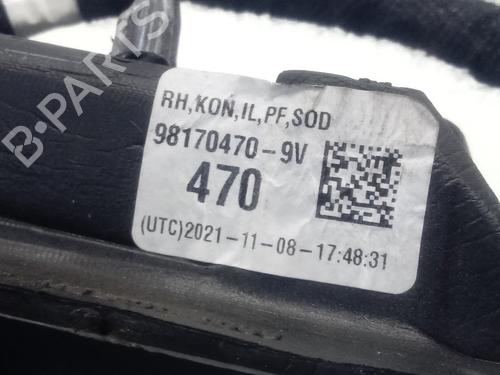 B-PARTS
RH,KON,IL,PF,SOD
98170470-9V
470
(UTC)2021-11-08-17:48:31